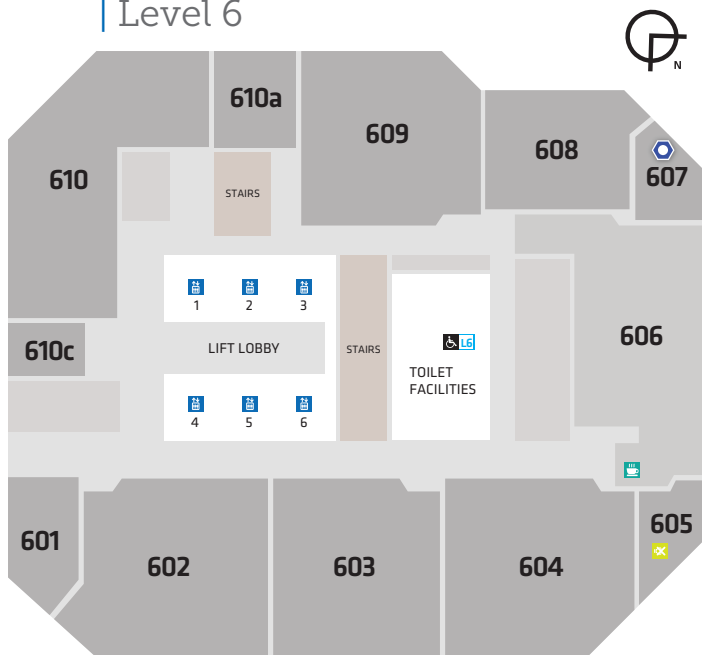 Level 6
N
610a
609
608
607
610
STAIRS
1
2
3
606
610c
LIFT LOBBY
STAIRS
L6
TOILET
FACILITIES
4
5
6
601
602
603
604
605